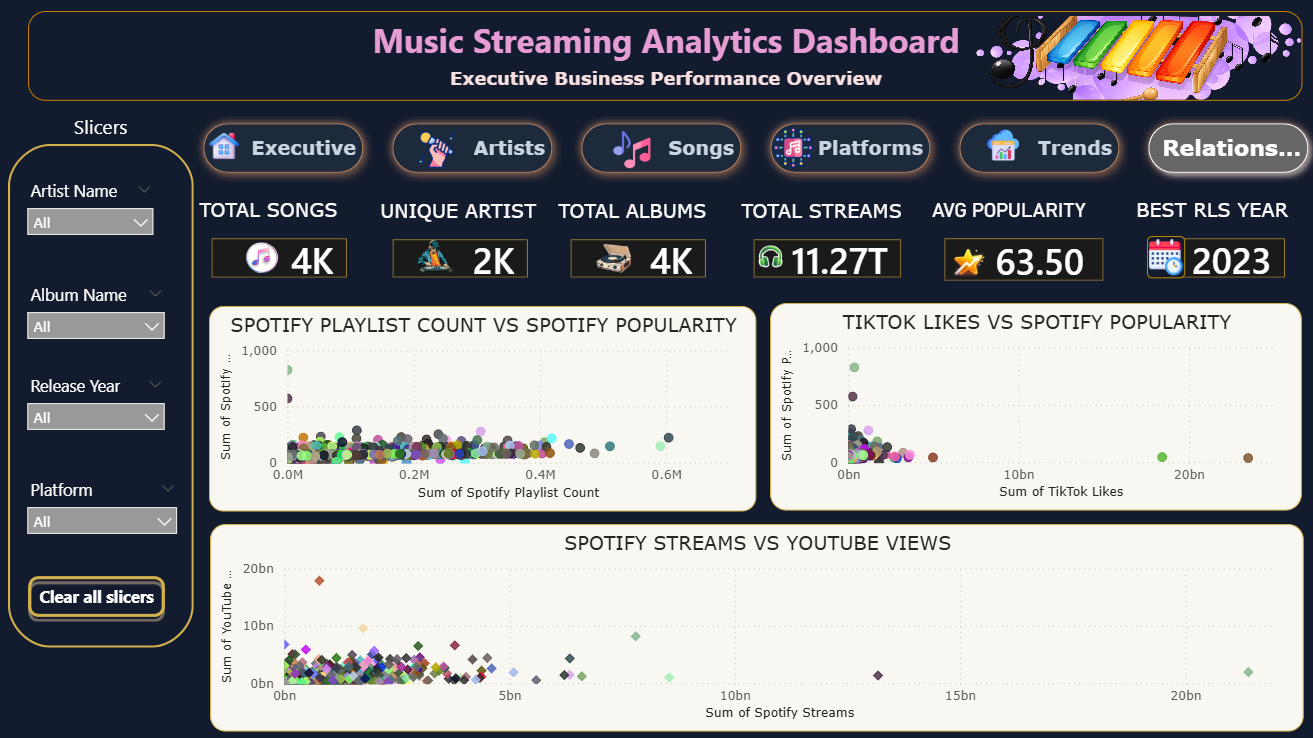 Music Streaming Analytics Dashboard
Executive Business Performance Overview
Slicers
Executive
Artists
Songs
Platforms
Trends
Relations...
Artist Name
All
Album Name
All
Release Year
All
Platform
All
Clear all slicers
TOTAL SONGS
4K
UNIQUE ARTIST
2K
TOTAL ALBUMS
4K
TOTAL STREAMS
11.27T
AVG POPULARITY
63.50
BEST RLS YEAR
2023
SPOTIFY PLAYLIST COUNT VS SPOTIFY POPULARITY
Sum of Spotify ...
1,000
500
0
0.0M 0.2M 0.4M 0.6M
Sum of Spotify Playlist Count
TIKTOK LIKES VS SPOTIFY POPULARITY
Sum of Spotify P...
1,000
500
0
0bn 10bn 20bn
Sum of TikTok Likes
SPOTIFY STREAMS VS YOUTUBE VIEWS
Sum of YouTube ...
20bn
10bn
0bn
0bn 5bn 10bn 15bn 20bn
Sum of Spotify Streams